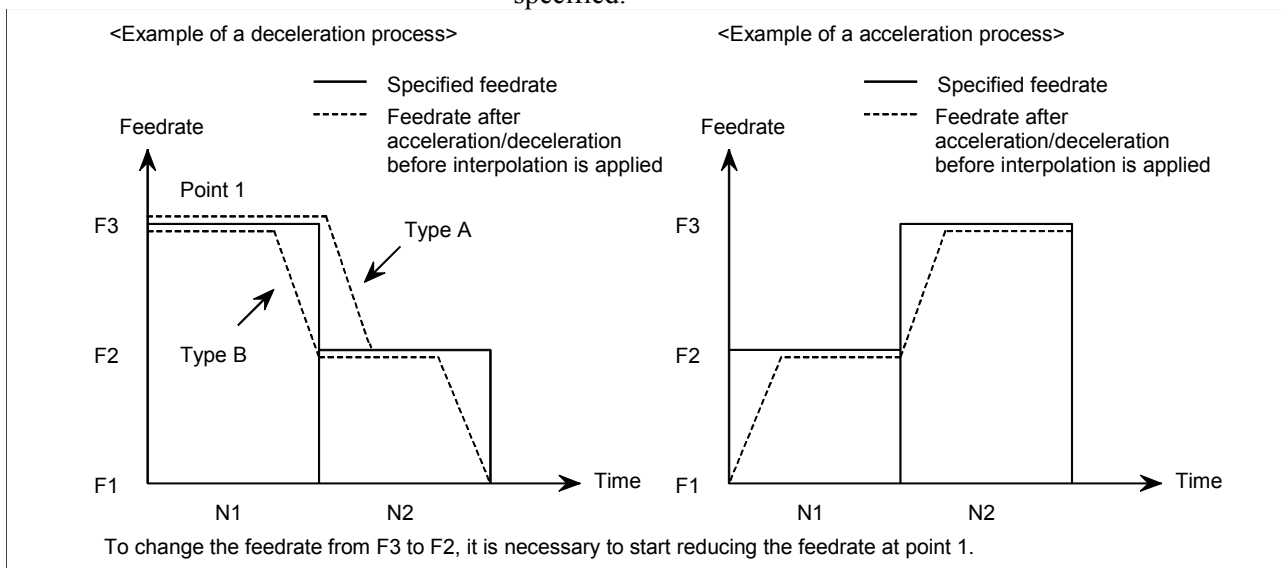 specified.
<Example of a deceleration process>
Specified feedrate
Feedrate after
acceleration/deceleration
before interpolation is applied
Feedrate
Point 1
F3
Type A
F2
Type B
F1
Time
N1
N2
<Example of a acceleration process>
Specified feedrate
Feedrate after
acceleration/deceleration
before interpolation is applied
Feedrate
F3
F2
F1
Time
N1
N2
To change the feedrate from F3 to F2, it is necessary to start reducing the feedrate at point 1.